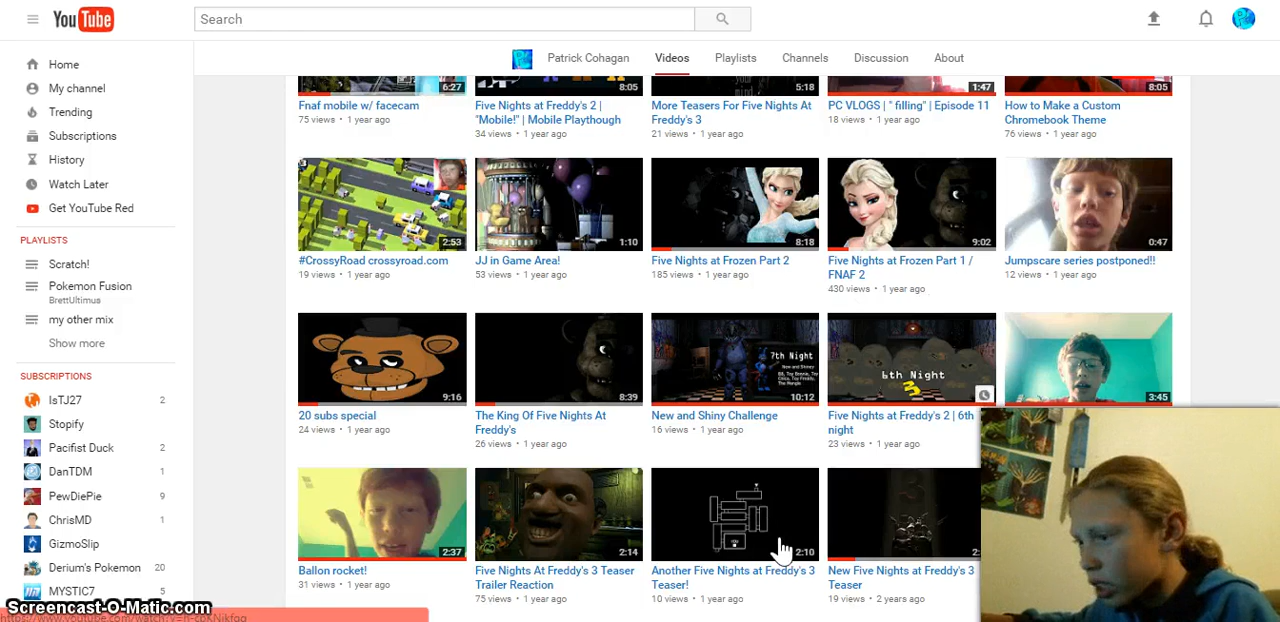 YouTube
Search
Patrick Cohagan Videos Playlists Channels Discussion About
Home
My channel
Trending
Subscriptions
History
Watch Later
Get YouTube Red
PLAYLISTS
Scratch!
Pokemon Fusion
BrettUltimus
my other mix
Show more
SUBSCRIPTIONS
IsTJ27 2
Stopify
Pacifist Duck 2
DanTDM 1
PewDiePie 9
ChrisMD 1
GizmoSlip
Derium's Pokemon 20
MYSTIC7 5
6:27
Fnaf mobile w/ facecam
75 views • 1 year ago
8:05
Five Nights at Freddy's 2 |
"Mobile!" | Mobile Playthough
34 views • 1 year ago
5:18
More Teasers For Five Nights At
Freddy's 3
21 views • 1 year ago
1:47
PC VLOGS | " filling" | Episode 11
18 views • 1 year ago
8:05
How to Make a Custom
Chromebook Theme
76 views • 1 year ago
2:53
#CrossyRoad crossyroad.com
19 views • 1 year ago
1:10
JJ in Game Area!
53 views • 1 year ago
8:18
Five Nights at Frozen Part 2
185 views • 1 year ago
9:02
Five Nights at Frozen Part 1 /
FNAF 2
430 views • 1 year ago
0:47
Jumpscare series postponed!!
12 views • 1 year ago
9:16
20 subs special
24 views • 1 year ago
8:39
The King Of Five Nights At
Freddy's
26 views • 1 year ago
7th Night
10:12
New and Shiny Challenge
16 views • 1 year ago
6th Night
3
Five Nights at Freddy's 2 | 6th
night
23 views • 1 year ago
3:45
2:37
Ballon rocket!
31 views • 1 year ago
2:14
Five Nights At Freddy's 3 Teaser
Trailer Reaction
75 views • 1 year ago
2:10
Another Five Nights at Freddy's 3
Teaser!
10 views • 1 year ago
New Five Nights at Freddy's 3
Teaser
19 views • 2 years ago
Screencast-O-Matic.com